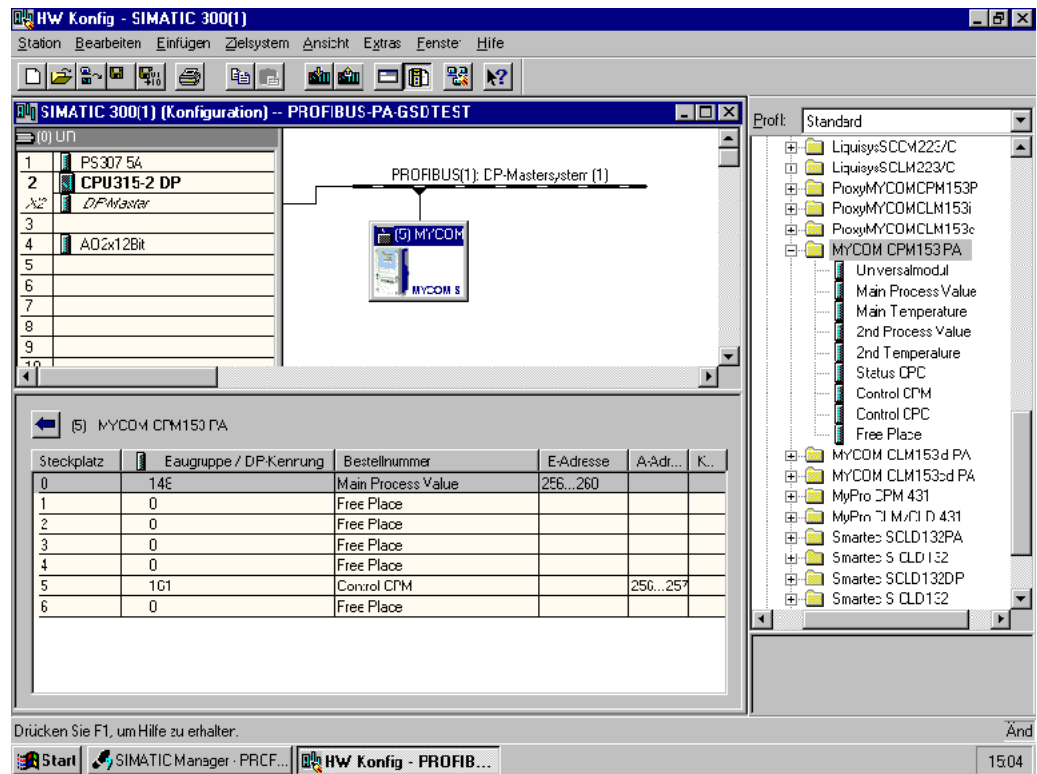 HW Konfig - SIMATIC 300(1)
Station Bearbeiten Einfügen Zielsystem Ansicht Extras Fenster Hilfe
SIMATIC 300(1) (Konfiguration) -- PROFIBUS-PA-GSDTEST
(0) UR
1 PS307 5A
2 CPU315-2 DP
X2 DP-Master
3
4 AO2x12Bit
5
6
7
8
9
10
PROFIBUS(1): DP-Mastersystem (1)
(5) MYCOM
MYCOM S
(5) MYCOM CPM153 PA
Steckplatz Baugruppe / DP-Kennung Bestellnummer E-Adresse A-Adr... K..
0 148 Main Process Value 256...260
1 0 Free Place
2 0 Free Place
3 0 Free Place
4 0 Free Place
5 161 Control CPM 256...257
6 0 Free Place
Profil: Standard
LiquisysSCCM223/C
LiquisysSCLM223/C
ProxyMYCOMCPM153P
ProxyMYCOMCLM153i
ProxyMYCOMCLM153c
MYCOM CPM153 PA
Universalmodul
Main Process Value
Main Temperature
2nd Process Value
2nd Temperature
Status CPC
Control CPM
Control CPC
Free Place
MYCOM CLM153d PA
MYCOM CLM153cd PA
MyPro CPM 431
MyPro CLM/CLD 431
Smartec SCLD132PA
Smartec S CLD132
Smartec SCLD132DP
Smartec S CLD132
Drücken Sie F1, um Hilfe zu erhalten.
Änd
Start SIMATIC Manager - PROF... HW Konfig - PROFIB... 15:04